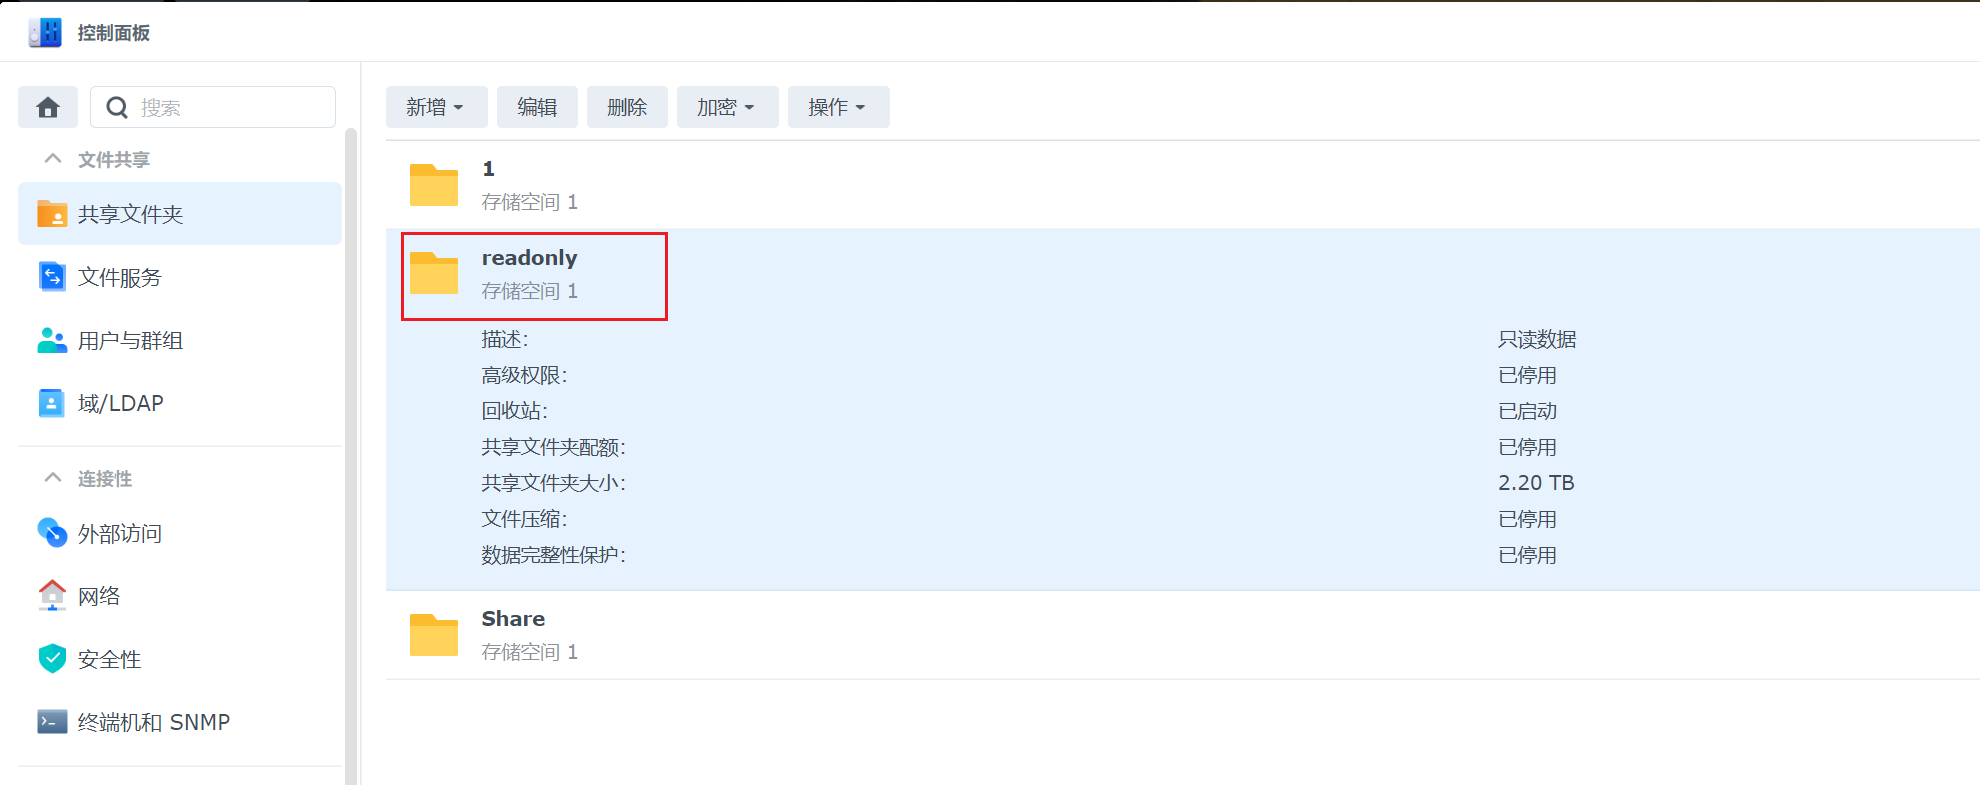 控制面板
搜索
文件共享
共享文件夹
文件服务
用户与群组
域/LDAP
连接性
外部访问
网络
安全性
终端机和 SNMP
新增 编辑 删除 加密 操作
1
存储空间 1
readonly
存储空间 1
描述: 只读数据
高级权限: 已停用
回收站: 已启动
共享文件夹配额: 已停用
共享文件夹大小: 2.20 TB
文件压缩: 已停用
数据完整性保护: 已停用
Share
存储空间 1